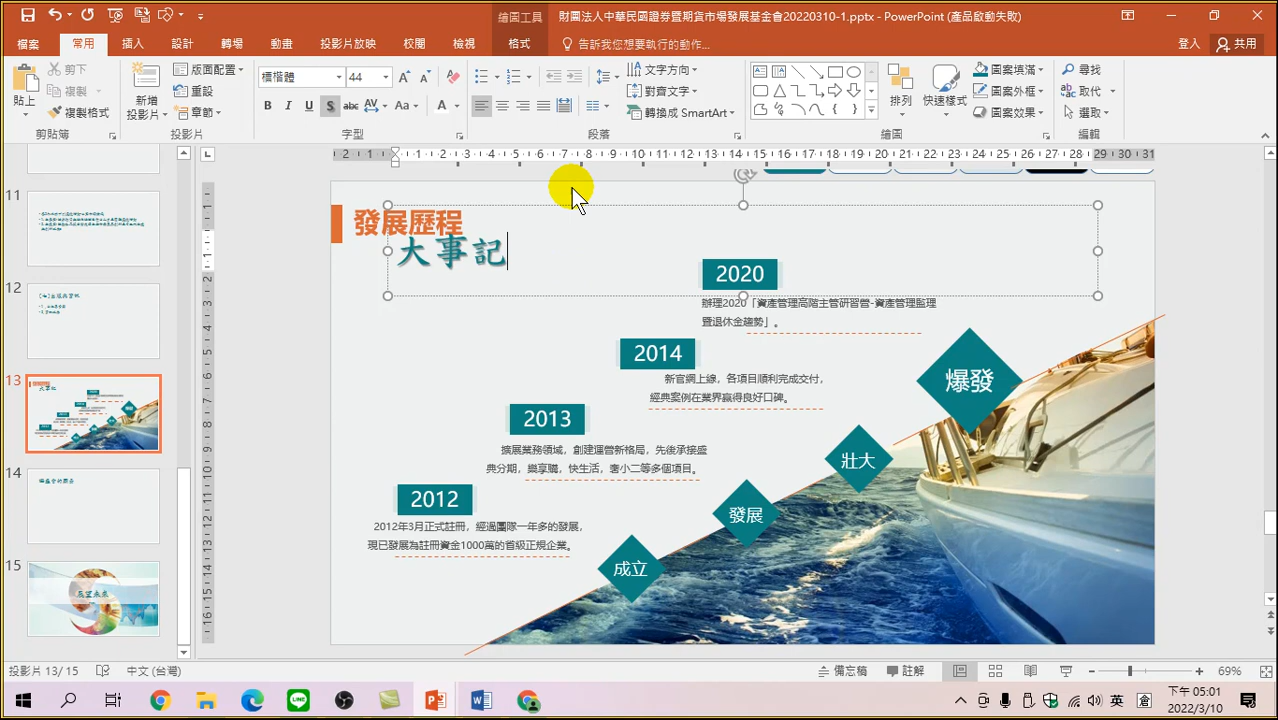 繪圖工具
財團法人中華民國證券暨期貨市場發展基金會20220310-1.pptx - PowerPoint (產品啟動失敗)
檔案 常用 插入 設計 轉場 動畫 投影片放映 校閱 檢視 格式 告訴我您想要執行的動作... 登入 共用
貼上
剪下
複製
複製格式
剪貼簿
新增
投影片
版面配置
重設
章節
投影片
標楷體 44
B I U S abc AV Aa A
字型
文字方向
對齊文字
轉換成 SmartArt
段落
排列
快速樣式
圖案填滿
圖案外框
圖案效果
繪圖
尋找
取代
選取
編輯
11
12
13
14
15
發展歷程
大事記
2020
辦理2020「資產管理高階主管研習營-資產管理監理
暨退休金趨勢」。
2014
新官網上線，各項目順利完成交付，
經典案例在業界贏得良好口碑。
2013
擴展業務領域，創建運營新格局，先後承接盛
典分期，樂享購，快生活，奢小二等多個項目。
2012
2012年3月正式註冊，經過團隊一年多的發展，
現已發展為註冊資金1000萬的省級正規企業。
爆發
壯大
發展
成立
投影片 13/ 15 中文 (台灣) 備忘稿 註解 69%
英 倉 下午 05:01
2022/3/10